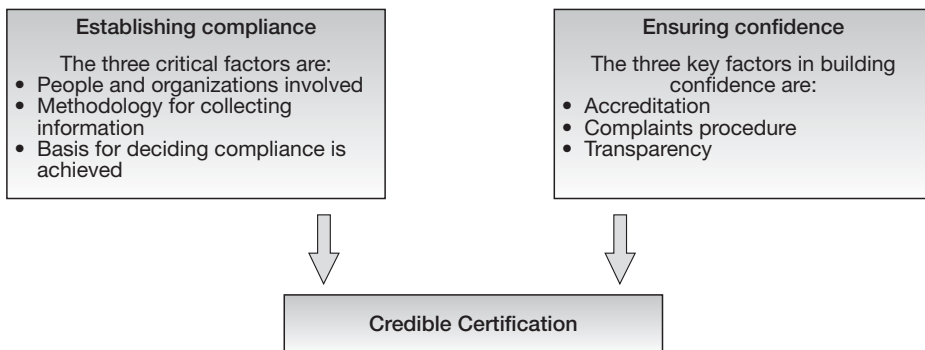 Establishing compliance
The three critical factors are:
• People and organizations involved
• Methodology for collecting
information
• Basis for deciding compliance is
achieved
Ensuring confidence
The three key factors in building
confidence are:
• Accreditation
• Complaints procedure
• Transparency
Credible Certification